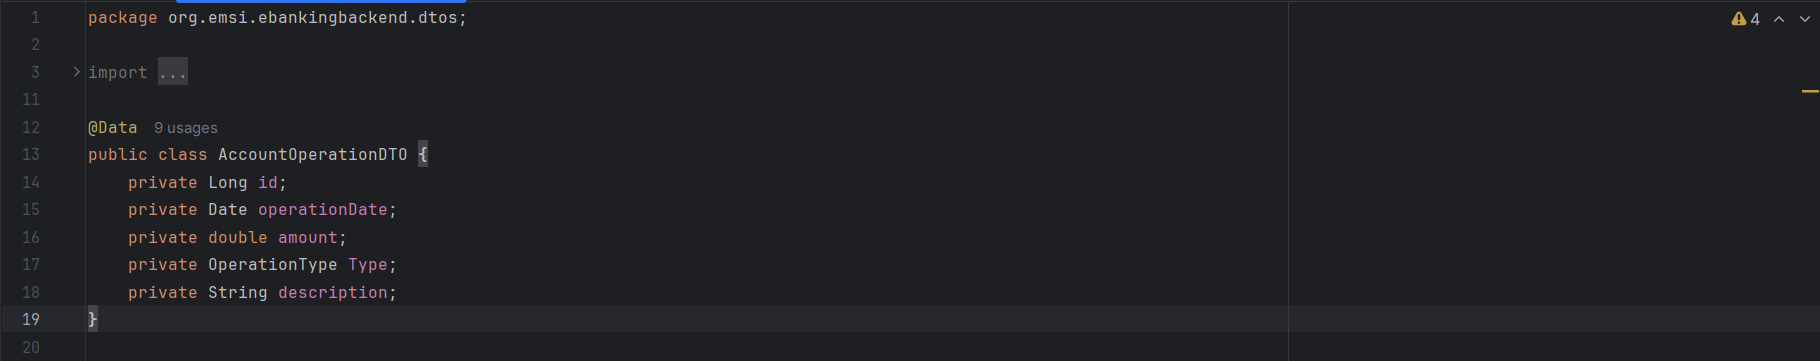 1 package org.emsi.ebankingbackend.dtos; 4
2
3 import ...
11
12 @Data 9 usages
13 public class AccountOperationDTO {
14 private Long id;
15 private Date operationDate;
16 private double amount;
17 private OperationType Type;
18 private String description;
19 }
20